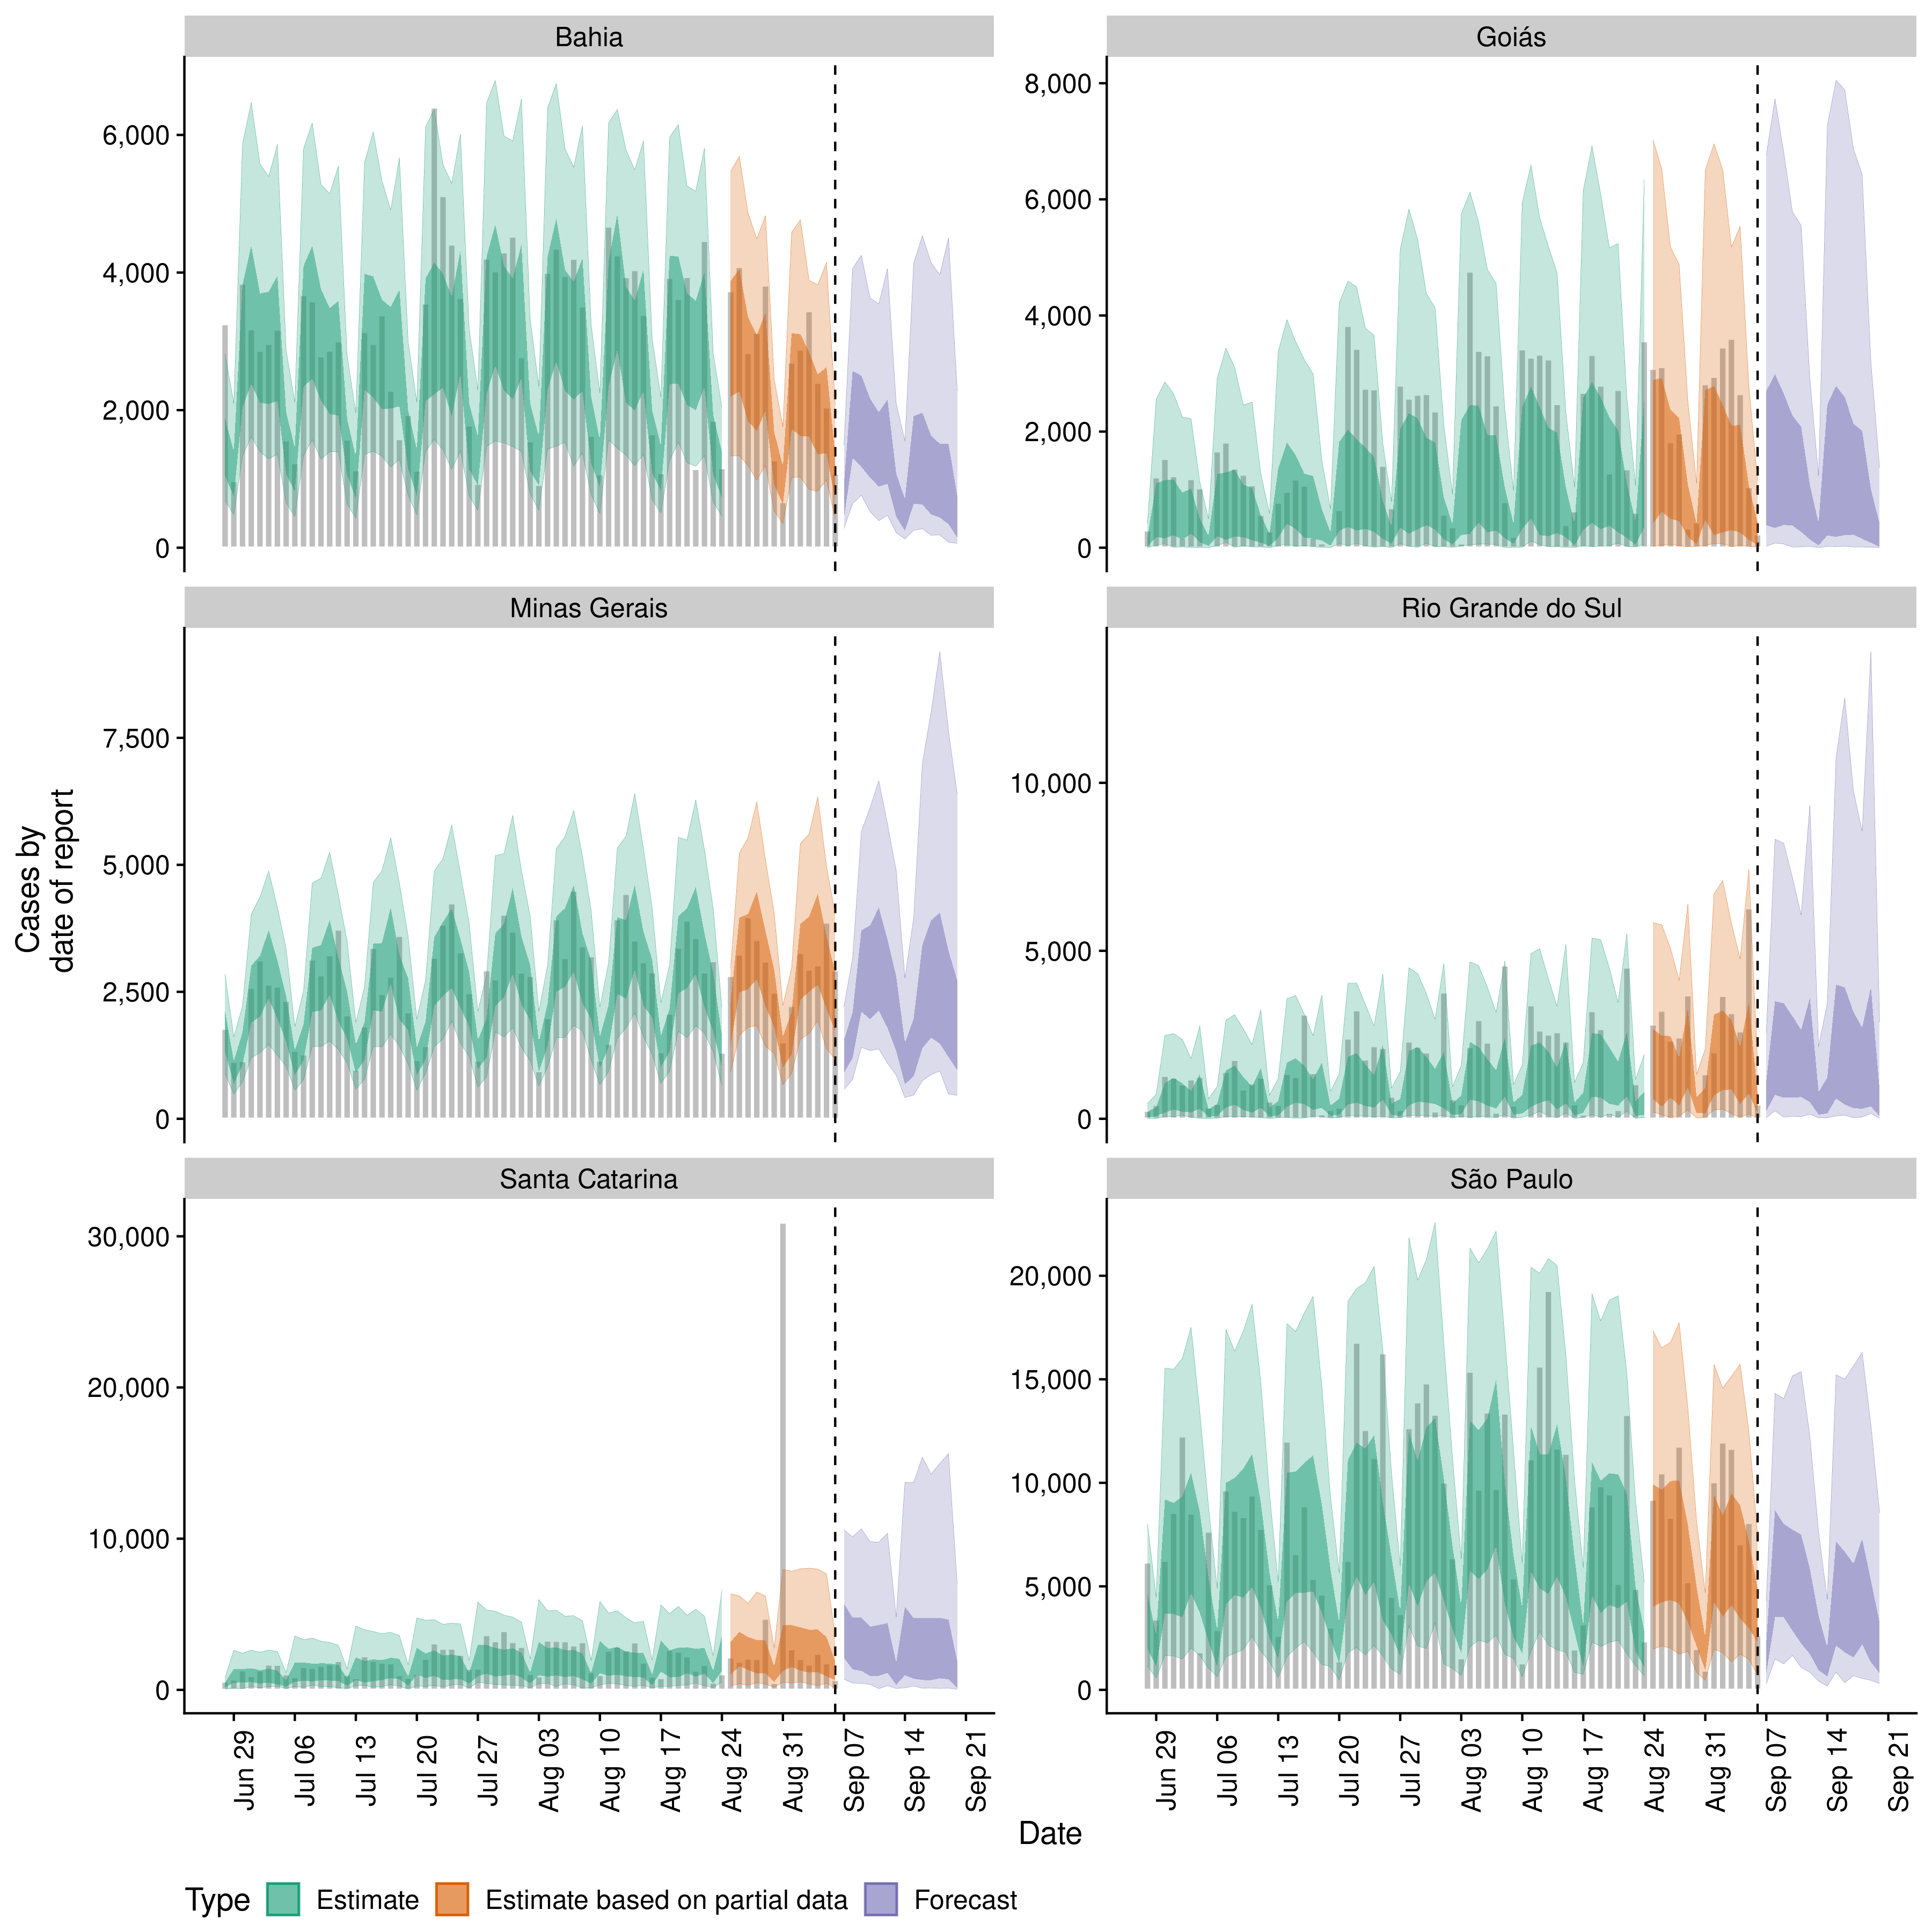 Bahia
Goiás
6,000
4,000
2,000
0
8,000
6,000
4,000
2,000
0
Minas Gerais
Rio Grande do Sul
7,500
5,000
2,500
0
10,000
5,000
0
Cases by
date of report
Santa Catarina
São Paulo
30,000
20,000
10,000
0
20,000
15,000
10,000
5,000
0
Jun 29
Jul 06
Jul 13
Jul 20
Jul 27
Aug 03
Aug 10
Aug 17
Aug 24
Aug 31
Sep 07
Sep 14
Sep 21
Jun 29
Jul 06
Jul 13
Jul 20
Jul 27
Aug 03
Aug 10
Aug 17
Aug 24
Aug 31
Sep 07
Sep 14
Sep 21
Date
Type Estimate Estimate based on partial data Forecast